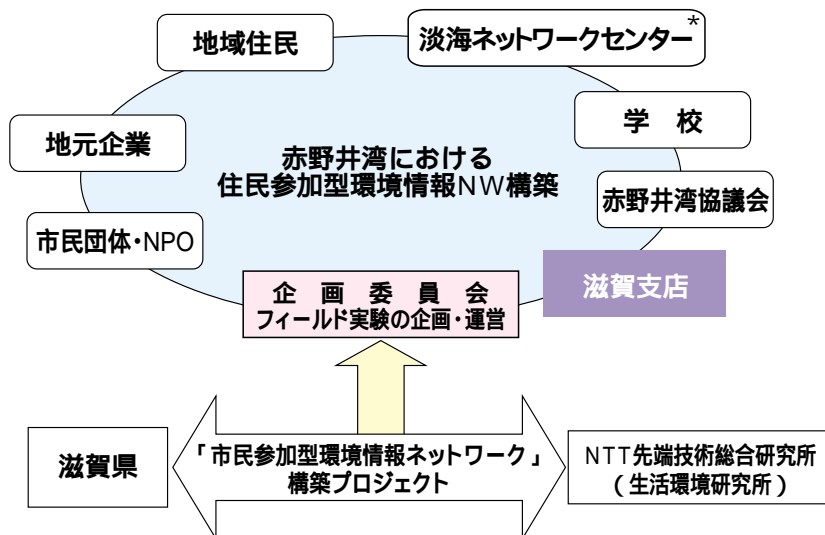 地域住民
淡海ネットワークセンター*
地元企業
学　校
赤野井湾における
住民参加型環境情報NW構築
赤野井湾協議会
市民団体・NPO
滋賀支店
企　画　委　員　会
フィールド実験の企画・運営
滋賀県
「市民参加型環境情報ネットワーク」
構築プロジェクト
NTT先端技術総合研究所
(生活環境研究所)